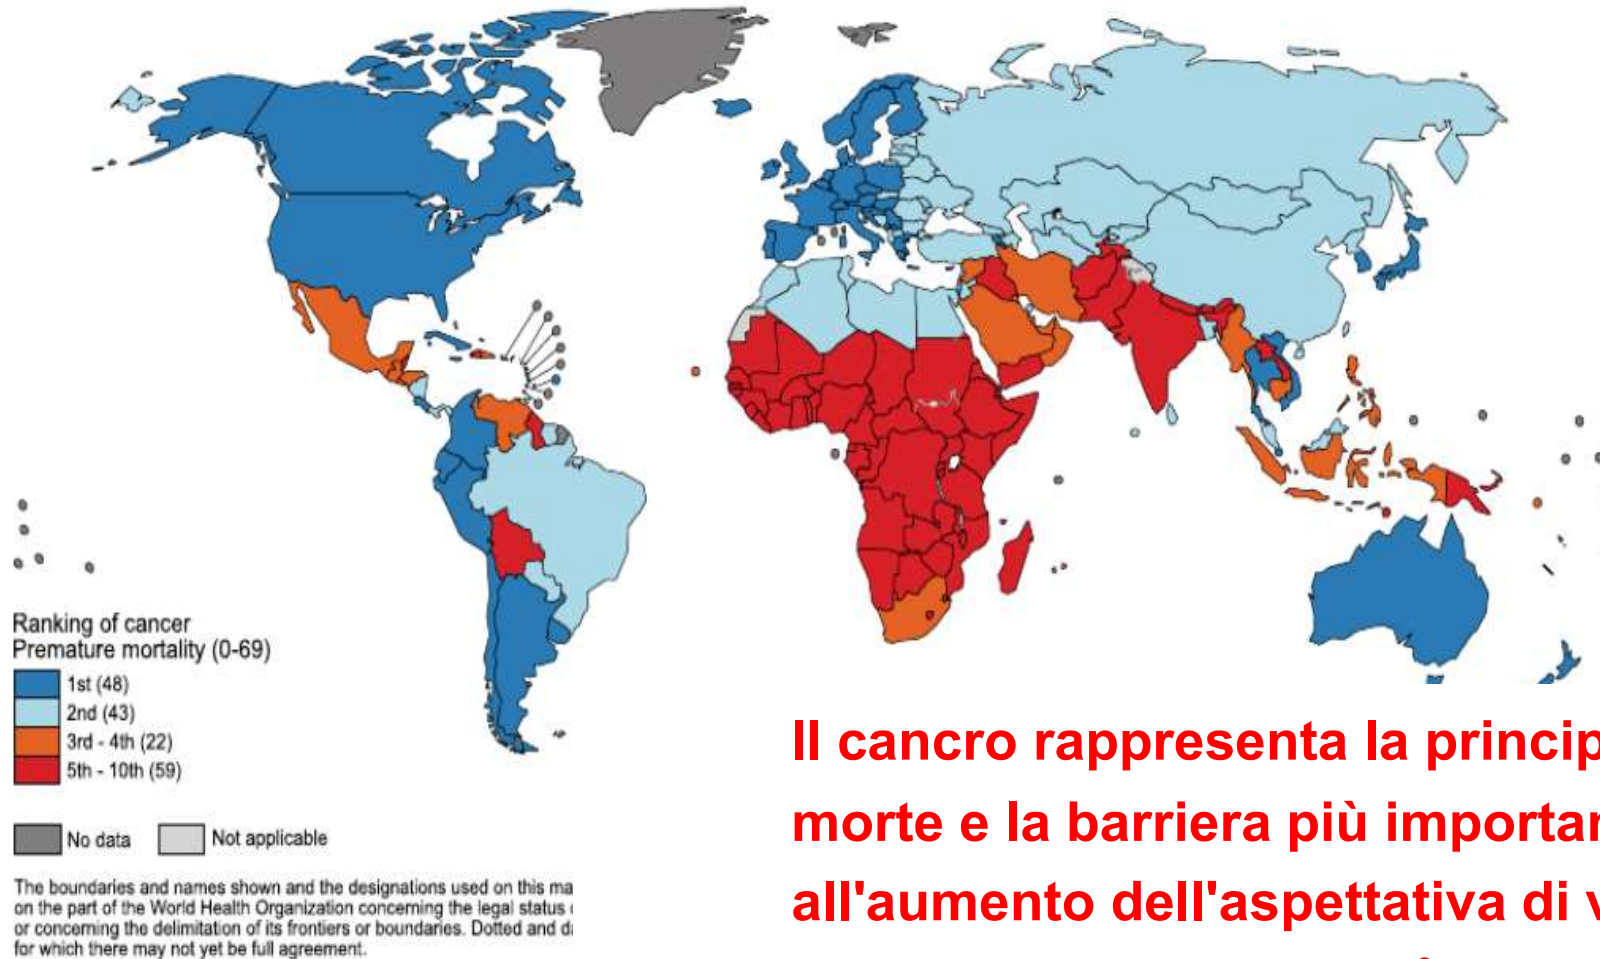 Ranking of cancer
Premature mortality (0-69)
1st (48)
2nd (43)
3rd - 4th (22)
5th - 10th (59)
No data
Not applicable
The boundaries and names shown and the designations used on this ma
on the part of the World Health Organization concerning the legal status
or concerning the delimitation of its frontiers or boundaries. Dotted and da
for which there may not yet be full agreement.
Il cancro rappresenta la princip
morte e la barriera più importan
all'aumento dell'aspettativa di v